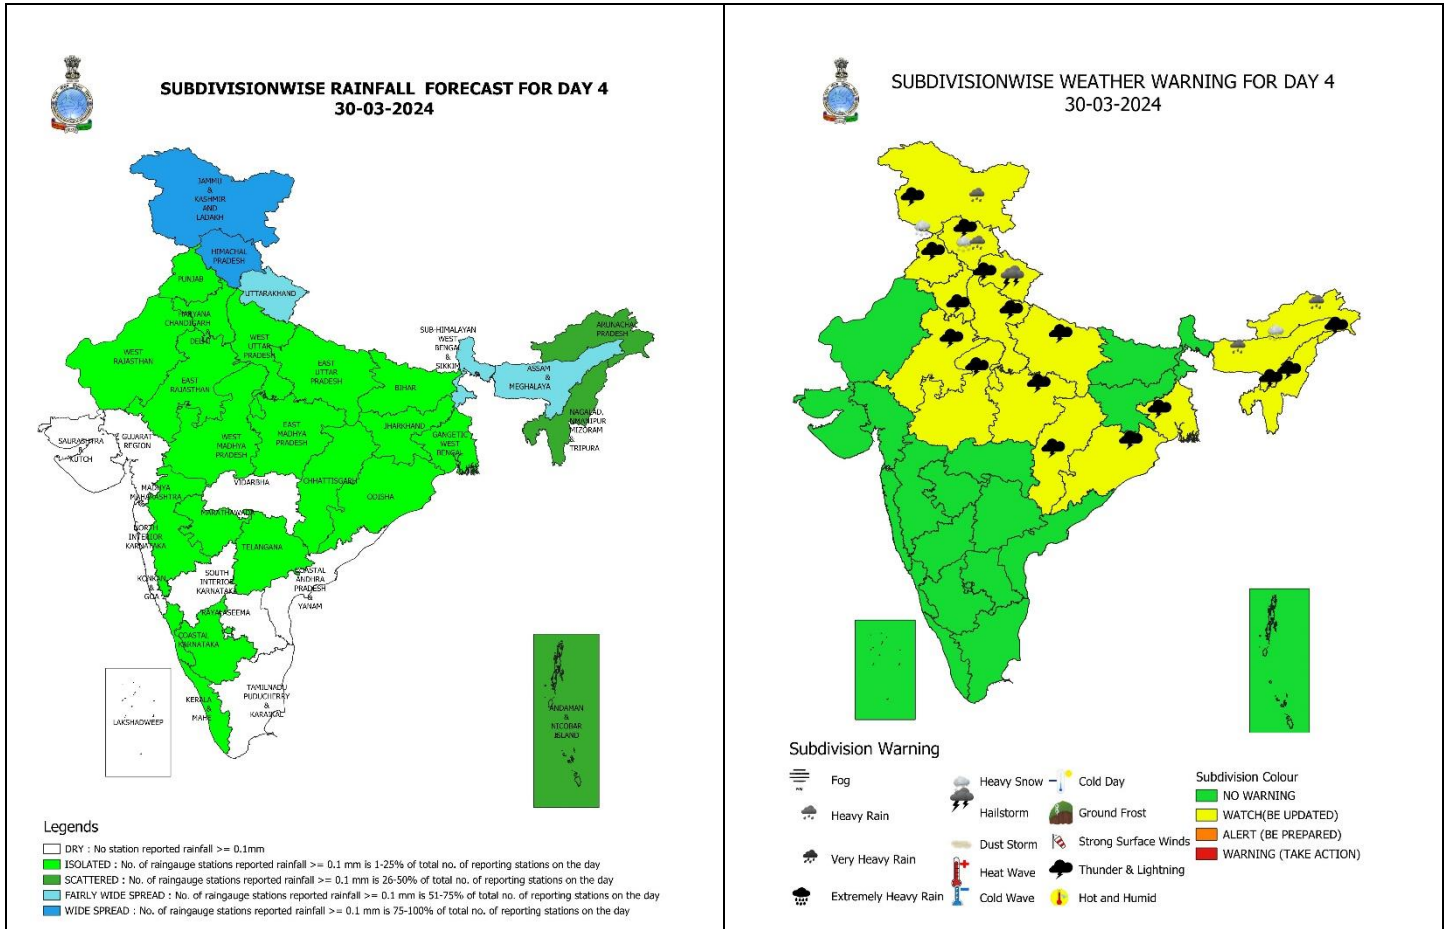 SUBDIVISIONWISE RAINFALL FORECAST FOR DAY 4
30-03-2024
JAMMU
&
KASHMIR
AND
LADAKH
HIMACHAL
PRADESH
PUNJAB
UTTARAKHAND
HARYANA
CHANDIGARH
&
DELHI
WEST
RAJASTHAN
WEST
UTTAR
PRADESH
EAST
RAJASTHAN
EAST
UTTAR
PRADESH
SUB-HIMALAYAN
WEST
BENGAL
&
SIKKIM
ARUNACHAL
PRADESH
ASSAM
&
MEGHALAYA
BIHAR
NAGALAD,
MANIPUR
MIZORAM
&
TRIPURA
SAURASHTRA
&
KUTCH
GUJARAT
REGION
WEST
MADHYA
PRADESH
EAST
MADHYA
PRADESH
JHARKHAND
GANGETIC
WEST
BENGAL
CHHATTISGARH
ODISHA
VIDARBHA
MADHYA
MAHARASHTRA
MARATHAWADA
NORTH
INTERIOR
KARNATAKA
TELANGANA
KONKAN
&
GOA
SOUTH
INTERIOR
KARNATAKA
COASTAL
ANDHRA
PRADESH
&
YANAM
RAYALASEEMA
COASTAL
KARNATAKA
KERALA
&
MAHE
TAMILNADU
PUDUCHERRY
&
KARAIKAL
LAKSHADWEEP
ANDAMAN
&
NICOBAR
ISLAND
Legends
DRY : No station reported rainfall >= 0.1mm
ISOLATED : No. of raingauge stations reported rainfall >= 0.1 mm is 1-25% of total no. of reporting stations on the day
SCATTERED : No. of raingauge stations reported rainfall >= 0.1 mm is 26-50% of total no. of reporting stations on the day
FAIRLY WIDE SPREAD : No. of raingauge stations reported rainfall >= 0.1 mm is 51-75% of total no. of reporting stations on the day
WIDE SPREAD : No. of raingauge stations reported rainfall >= 0.1 mm is 75-100% of total no. of reporting stations on the day
SUBDIVISIONWISE WEATHER WARNING FOR DAY 4
30-03-2024
Subdivision Warning
Fog
Heavy Rain
Very Heavy Rain
Extremely Heavy Rain
Heavy Snow
Hailstorm
Dust Storm
Heat Wave
Cold Wave
Cold Day
Ground Frost
Strong Surface Winds
Thunder & Lightning
Hot and Humid
Subdivision Colour
NO WARNING
WATCH(BE UPDATED)
ALERT (BE PREPARED)
WARNING (TAKE ACTION)